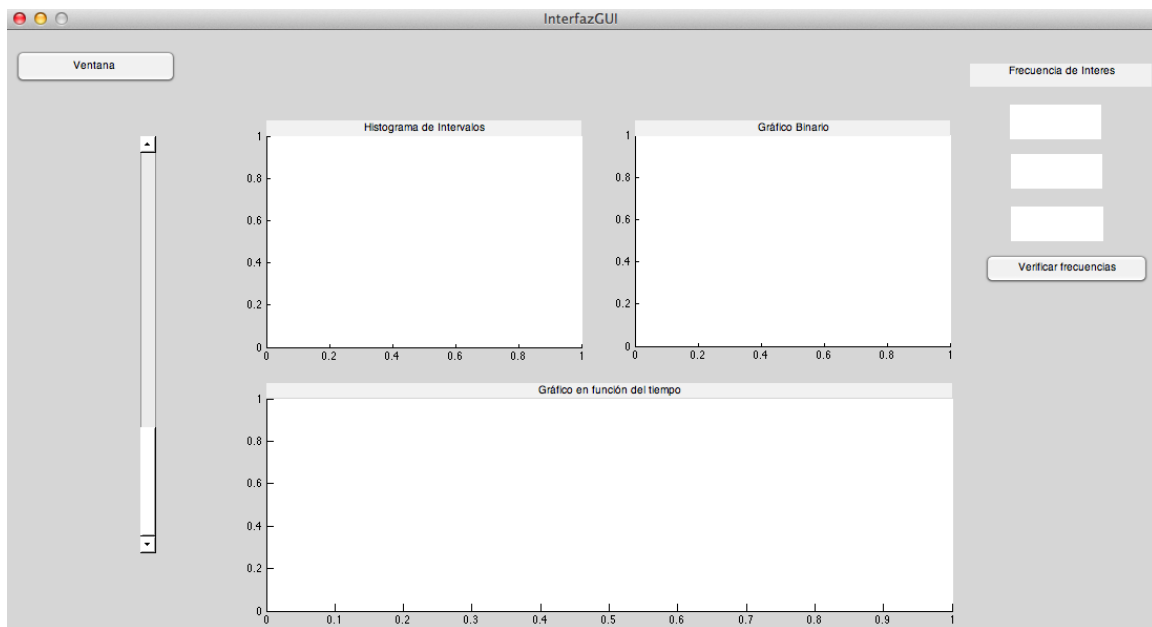 InterfazGUI
Ventana
Frecuencia de Interes
Histograma de Intervalos
1
0.8
0.6
0.4
0.2
0
0 0.2 0.4 0.6 0.8 1
Gráfico Binario
1
0.8
0.6
0.4
0.2
0
0 0.2 0.4 0.6 0.8 1
Verificar frecuencias
Gráfico en función del tiempo
1
0.8
0.6
0.4
0.2
0
0 0.1 0.2 0.3 0.4 0.5 0.6 0.7 0.8 0.9 1